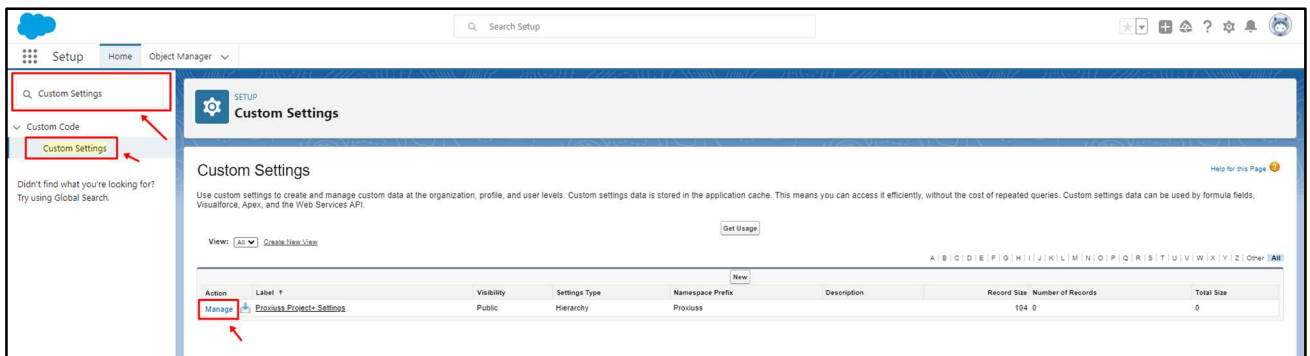 Search Setup
Setup
Home
Object Manager
Custom Settings
Custom Code
Custom Settings
Didn't find what you're looking for?
Try using Global Search.
SETUP
Custom Settings
Custom Settings
Help for this Page
Use custom settings to create and manage custom data at the organization, profile, and user levels. Custom settings data is stored in the application cache. This means you can access it efficiently, without the cost of repeated queries. Custom settings data can be used by formula fields,
Visualforce, Apex, and the Web Services API.
Get Usage
View: All Create New View
A | B | C | D | E | F | G | H | I | J | K | L | M | N | O | P | Q | R | S | T | U | V | W | X | Y | Z | Other All
New
Action Label ↑ Visibility Settings Type Namespace Prefix Description Record Size Number of Records Total Size
Manage Proxiuss Project+ Settings Public Hierarchy Proxiuss 104 0 0